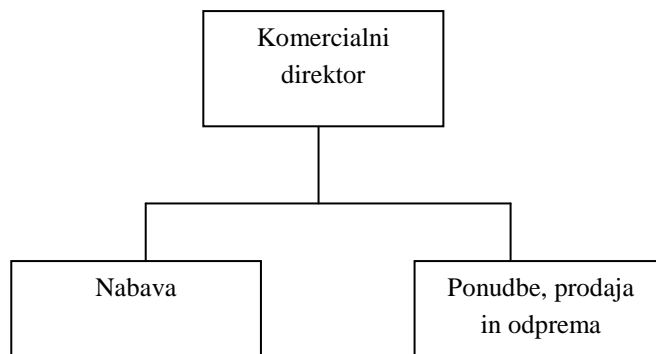 Komercialni
direktor
Nabava
Ponudbe, prodaja
in odprema